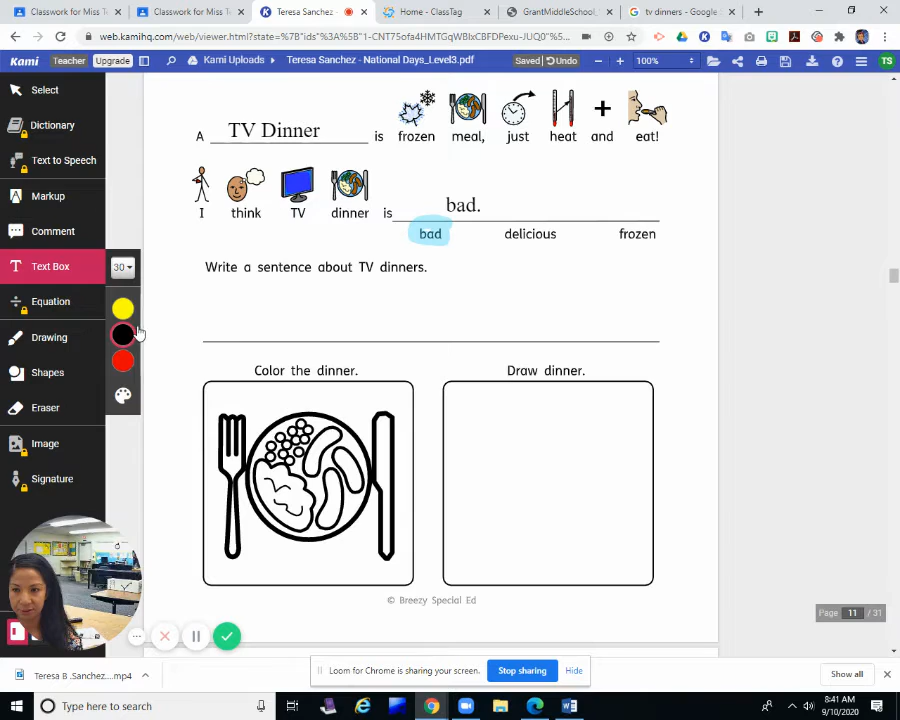 Classwork for Miss T
Classwork for Miss Te
Teresa Sanchez
Home - ClassTag
GrantMiddleSchool_
tv dinners - Google S
web.kamihq.com/web/viewer.html?state=%7B"ids"%3A%5B"1-CNT75ofa4HMTGqWBlxCBFDPexu-JUQ0"%5...
Kami
Teacher
Upgrade
Kami Uploads
Teresa Sanchez - National Days_Level3.pdf
Saved
Undo
100%
TS
Select
Dictionary
Text to Speech
Markup
Comment
Text Box
Equation
Drawing
Shapes
Eraser
Image
Signature
30
A TV Dinner is frozen meal, just heat and eat!
I think TV dinner is bad.
bad delicious frozen
Write a sentence about TV dinners.
Color the dinner. Draw dinner.
© Breezy Special Ed
Page 11 / 31
Loom for Chrome is sharing your screen. Stop sharing Hide
Teresa B .Sanchez....mp4
Show all
Type here to search
8:41 AM
9/10/2020